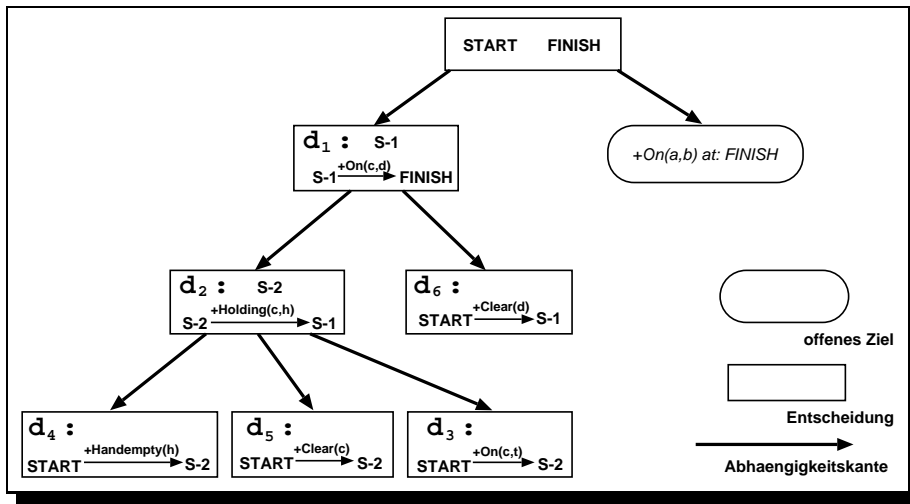 START FINISH
d1 : S-1
+On(c,d)
S-1 FINISH
+On(a,b) at: FINISH
d2 : S-2
+Holding(c,h)
S-2 S-1
d6 :
+Clear(d)
START S-1
offenes Ziel
Entscheidung
Abhaengigkeitskante
d4 :
+Handempty(h)
START S-2
d5 :
+Clear(c)
START S-2
d3 :
+On(c,t)
START S-2